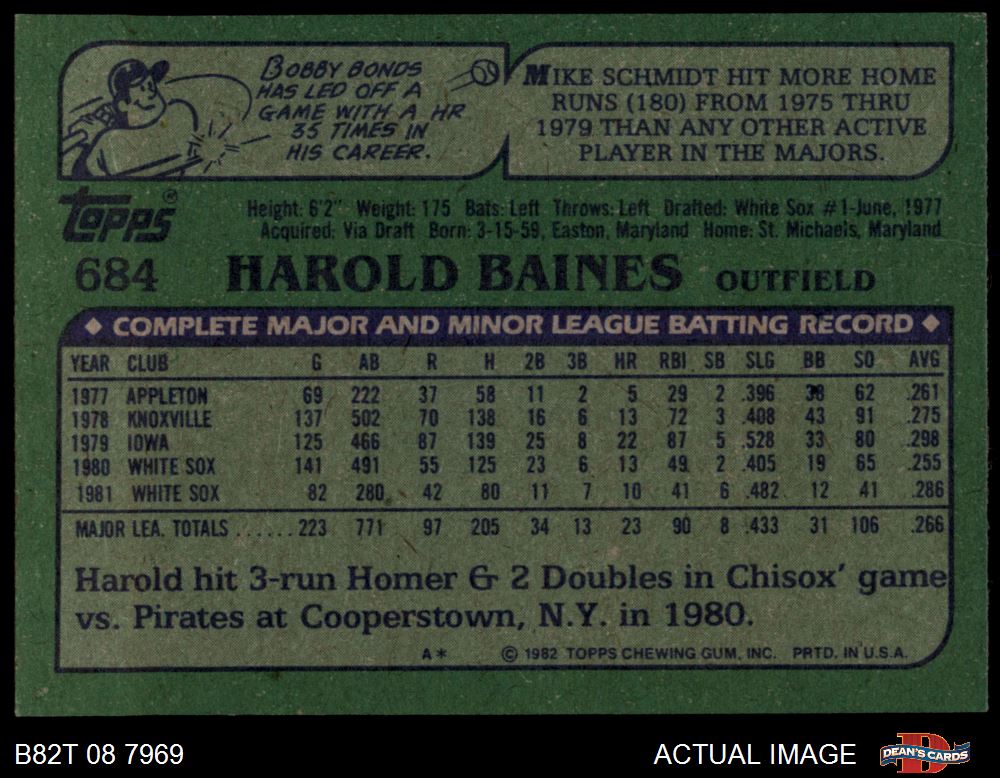 BOBBY BONDS
HAS LED OFF A
GAME WITH A HR
35 TIMES IN
HIS CAREER.
MIKE SCHMIDT HIT MORE HOME
RUNS (180) FROM 1975 THRU
1979 THAN ANY OTHER ACTIVE
PLAYER IN THE MAJORS.
TOPPS®
Height: 6'2" Weight: 175 Bats: Left Throws: Left Drafted: White Sox #1-June, 1977
Acquired: Via Draft Born: 3-15-59, Easton, Maryland Home: St. Michaels, Maryland
684 HAROLD BAINES OUTFIELD
◆ COMPLETE MAJOR AND MINOR LEAGUE BATTING RECORD ◆
YEAR CLUB G AB R H 2B 3B HR RBI SB SLG BB SO AVG
1977 APPLETON 69 222 37 58 11 2 5 29 2 .396 62 .261
1978 KNOXVILLE 137 502 70 138 16 6 13 72 3 .408 43 91 .275
1979 IOWA 125 466 87 139 25 8 22 87 5 .528 33 80 .298
1980 WHITE SOX 141 491 55 125 23 6 13 49 2 .405 19 65 .255
1981 WHITE SOX 82 280 42 80 11 7 10 41 6 .482 12 41 .286
MAJOR LEA. TOTALS ......223 771 97 205 34 13 23 90 8 .433 31 106 .266
Harold hit 3-run Homer & 2 Doubles in Chisox' game
vs. Pirates at Cooperstown, N.Y. in 1980.
A* © 1982 TOPPS CHEWING GUM, INC. PRTD. IN U.S.A.
B82T 08 7969 ACTUAL IMAGE DEAN'S CARDS